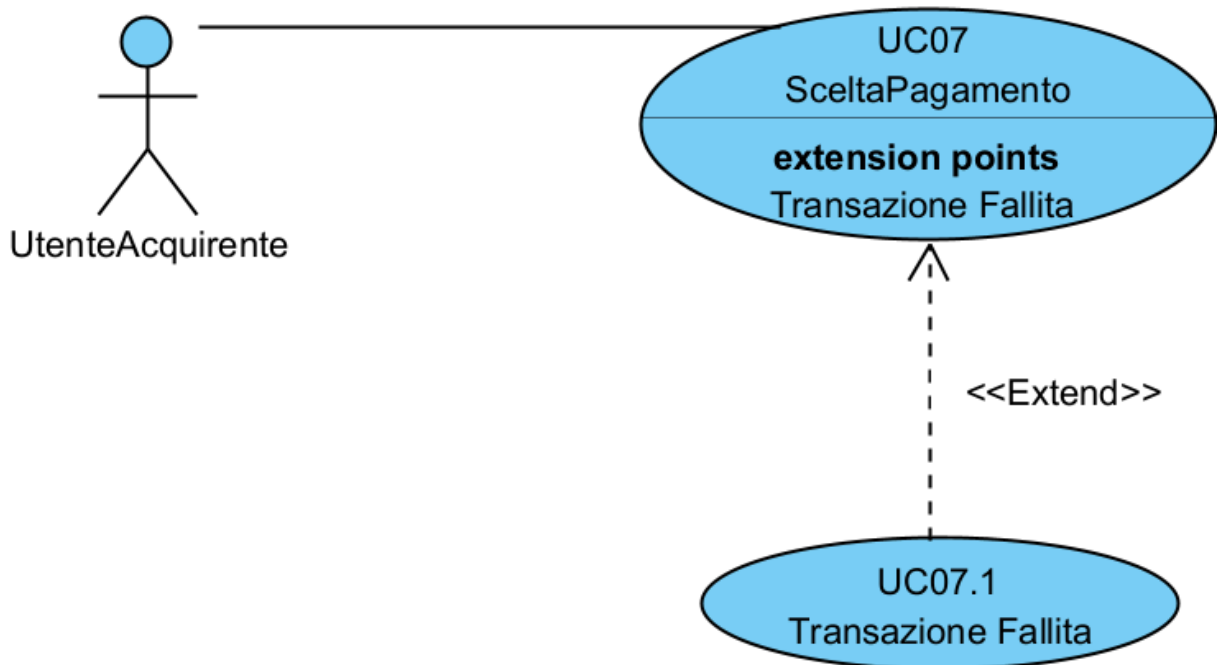 UC07
SceltaPagamento
extension points
Transazione Fallita
UtenteAcquirente
<<Extend>>
UC07.1
Transazione Fallita